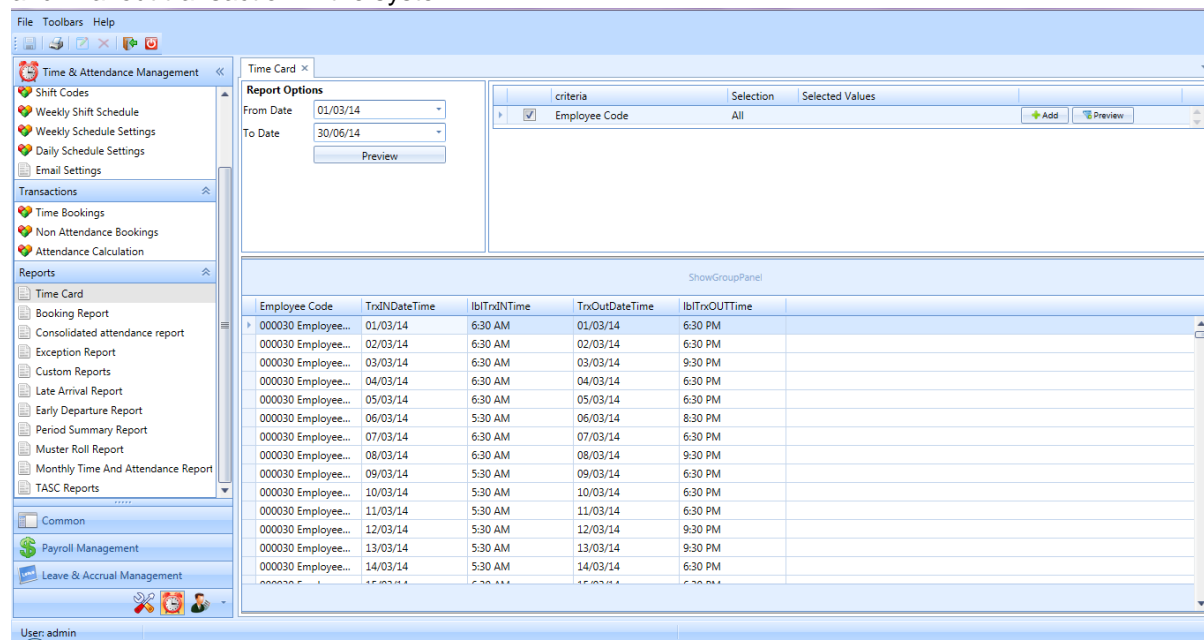 File Toolbars Help
Time & Attendance Management
Shift Codes
Weekly Shift Schedule
Weekly Schedule Settings
Daily Schedule Settings
Email Settings
Transactions
Time Bookings
Non Attendance Bookings
Attendance Calculation
Reports
Time Card
Booking Report
Consolidated attendance report
Exception Report
Custom Reports
Late Arrival Report
Early Departure Report
Period Summary Report
Muster Roll Report
Monthly Time And Attendance Report
TASC Reports
Common
Payroll Management
Leave & Accrual Management
Time Card
Report Options
From Date 01/03/14
To Date 30/06/14
Preview
criteria Selection Selected Values
Employee Code All Add Preview
ShowGroupPanel
Employee Code TrxINDateTime lblTrxINTime TrxOutDateTime lblTrxOUTTime
000030 Employee... 01/03/14 6:30 AM 01/03/14 6:30 PM
000030 Employee... 02/03/14 6:30 AM 02/03/14 6:30 PM
000030 Employee... 03/03/14 6:30 AM 03/03/14 9:30 PM
000030 Employee... 04/03/14 6:30 AM 04/03/14 6:30 PM
000030 Employee... 05/03/14 6:30 AM 05/03/14 6:30 PM
000030 Employee... 06/03/14 5:30 AM 06/03/14 8:30 PM
000030 Employee... 07/03/14 6:30 AM 07/03/14 6:30 PM
000030 Employee... 08/03/14 6:30 AM 08/03/14 9:30 PM
000030 Employee... 09/03/14 5:30 AM 09/03/14 6:30 PM
000030 Employee... 10/03/14 5:30 AM 10/03/14 6:30 PM
000030 Employee... 11/03/14 5:30 AM 11/03/14 6:30 PM
000030 Employee... 12/03/14 5:30 AM 12/03/14 9:30 PM
000030 Employee... 13/03/14 5:30 AM 13/03/14 9:30 PM
000030 Employee... 14/03/14 5:30 AM 14/03/14 6:30 PM
User: admin